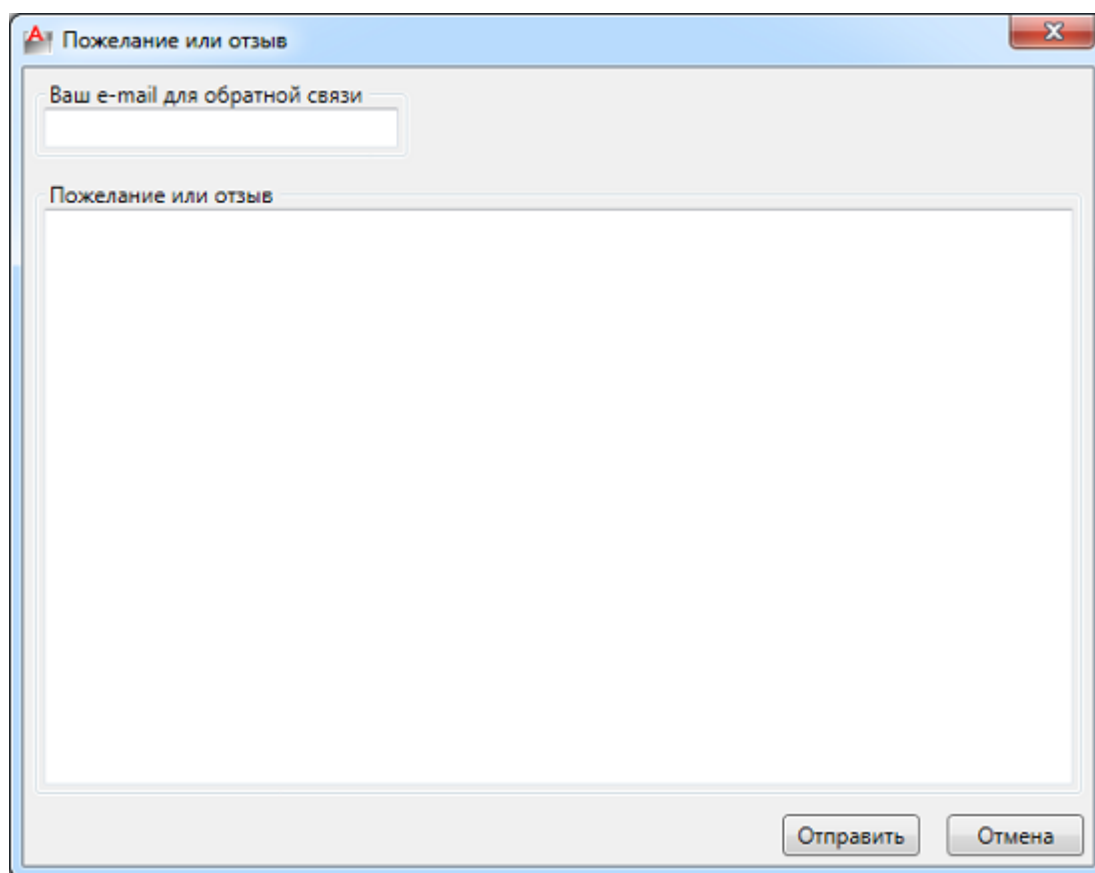 Пожелание или отзыв
Ваш e-mail для обратной связи
Пожелание или отзыв
Отправить Отмена